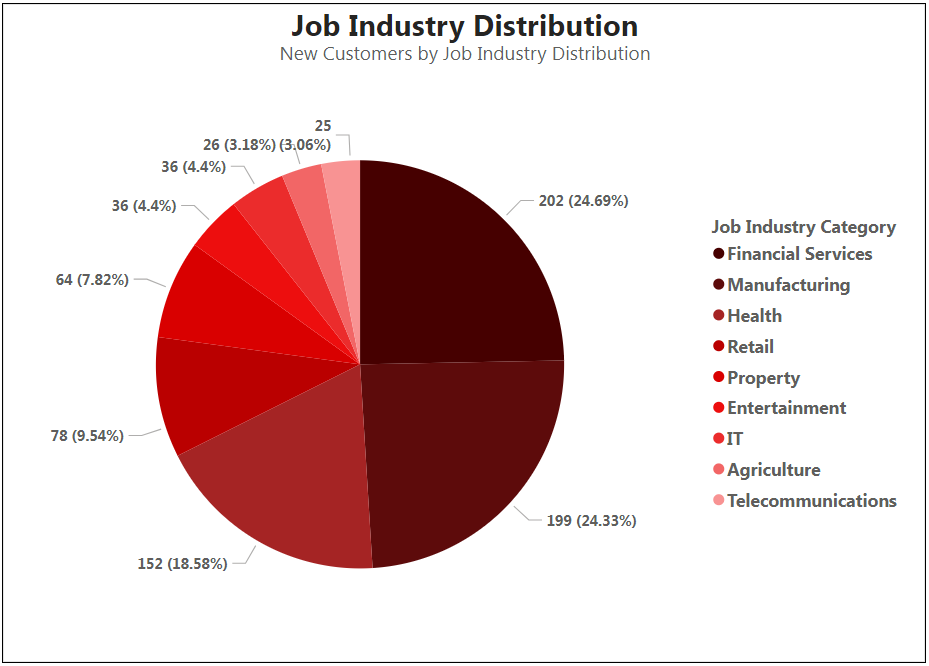 Job Industry Distribution
New Customers by Job Industry Distribution
25
(3.06%)
26 (3.18%)
36 (4.4%)
36 (4.4%)
64 (7.82%)
78 (9.54%)
152 (18.58%)
199 (24.33%)
202 (24.69%)
Job Industry Category
Financial Services
Manufacturing
Health
Retail
Property
Entertainment
IT
Agriculture
Telecommunications